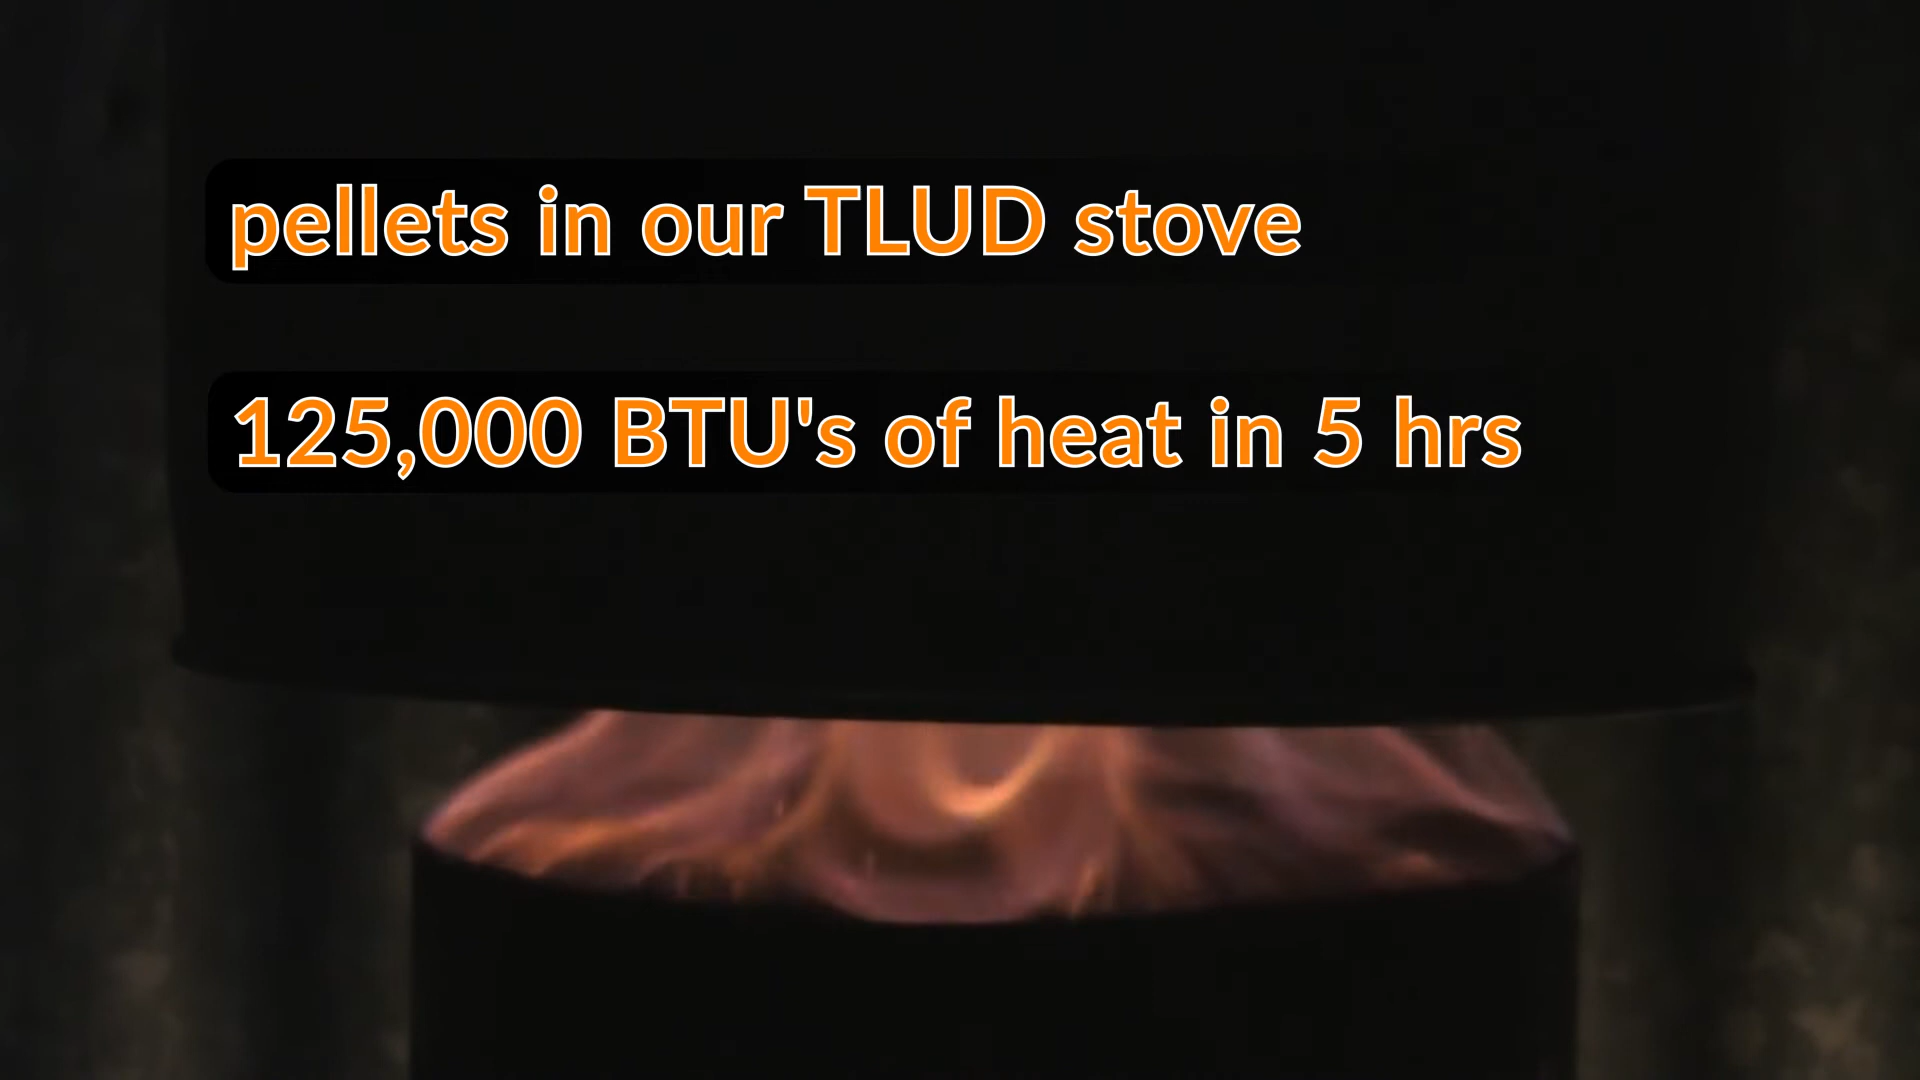 pellets in our TLUD stove
125,000 BTU's of heat in 5 hrs